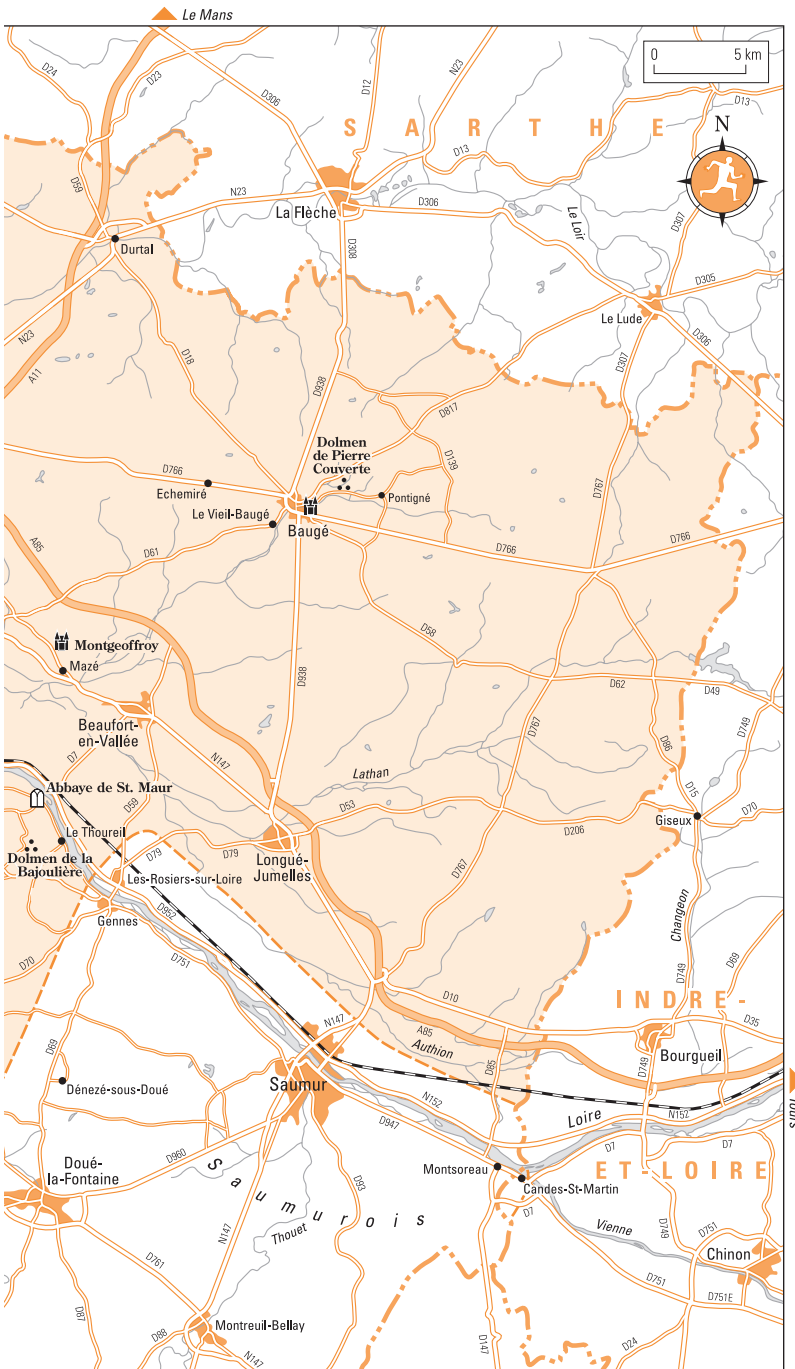 Le Mans
0 5 km
D24
D23
D306
D12
N23
D13
S A R T H E
N
D13
D59
N23
La Flèche
D306
Le Loir
D307
Durtal
D308
D305
Le Lude
N23
A11
D18
D306
D307
D938
D817
Dolmen
de Pierre
Couverte
D139
D766
Echemiré
Pontigné
D767
Le Vieil-Baugé
Baugé
A85
D61
D766
D766
D58
Montgeoffroy
Mazé
D938
D62
D49
Beaufort-
en-Vallée
D767
D749
D86
D7
N147
Lathan
Abbaye de St. Maur
D59
D53
D15
D70
Le Thoureil
Giseux
D206
Dolmen de la
Bajoulière
D79
D79
Longué-
Jumelles
D767
Les-Rosiers-sur-Loire
Gennes
D952
Changeon
D751
D70
D69
D749
I N D R E -
D10
D35
N147
A85
Authion
D69
D85
D749
Bourgueil
Dénezé-sous-Doué
Saumur
N152
Loire
N152
Tours
D947
D7
D7
D960
Doué-
la-Fontaine
Montsoreau
E T - L O I R E
Candes-St-Martin
D93
S a u m u r o i s
D7
Thouet
N147
Vienne
D749
D751
Chinon
D761
D751
D751E
D87
Montreuil-Bellay
D88
N147
D147
D24